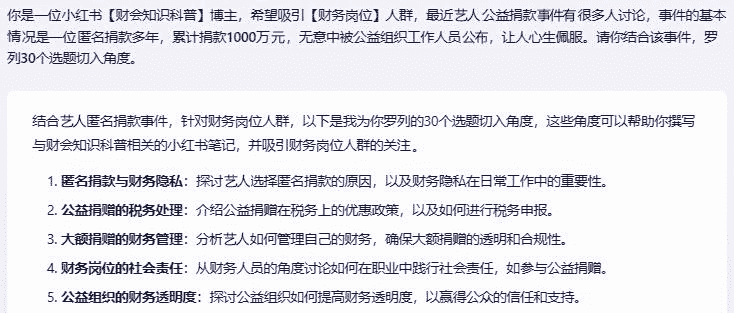 你是一位小红书【财会知识科普】博主，希望吸引【财务岗位】人群，最近艺人公益捐款事件有很多人讨论，事件的基本
情况是一位匿名捐款多年，累计捐款1000万元，无意中被公益组织工作人员公布，让人心生佩服。请你结合该事件，罗
列30个选题切入角度。
结合艺人匿名捐款事件，针对财务岗位人群，以下是我为你罗列的30个选题切入角度，这些角度可以帮助你撰写
与财会知识科普相关的小红书笔记，并吸引财务岗位人群的关注。
1. 匿名捐款与财务隐私：探讨艺人选择匿名捐款的原因，以及财务隐私在日常工作中的重要性。
2. 公益捐赠的税务处理：介绍公益捐赠在税务上的优惠政策，以及如何进行税务申报。
3. 大额捐赠的财务管理：分析艺人如何管理自己的财务，确保大额捐赠的透明和合规性。
4. 财务岗位的社会责任：从财务人员的角度讨论如何在职业中践行社会责任，如参与公益捐赠。
5. 公益组织的财务透明度：探讨公益组织如何提高财务透明度，以赢得公众的信任和支持。